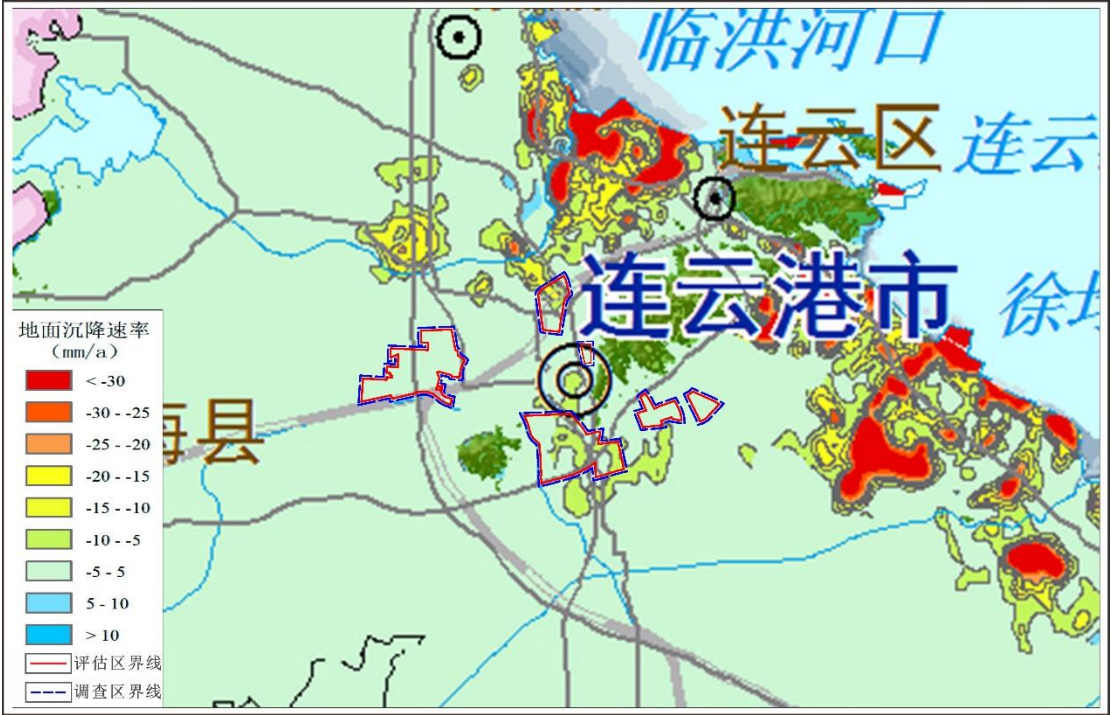 临洪河口
连云区
连云
连云港市
徐圩
海县
地面沉降速率
(mm/a)
< -30
-30 - -25
-25 - -20
-20 - -15
-15 - -10
-10 - -5
-5 - 5
5 - 10
> 10
评估区界线
调查区界线